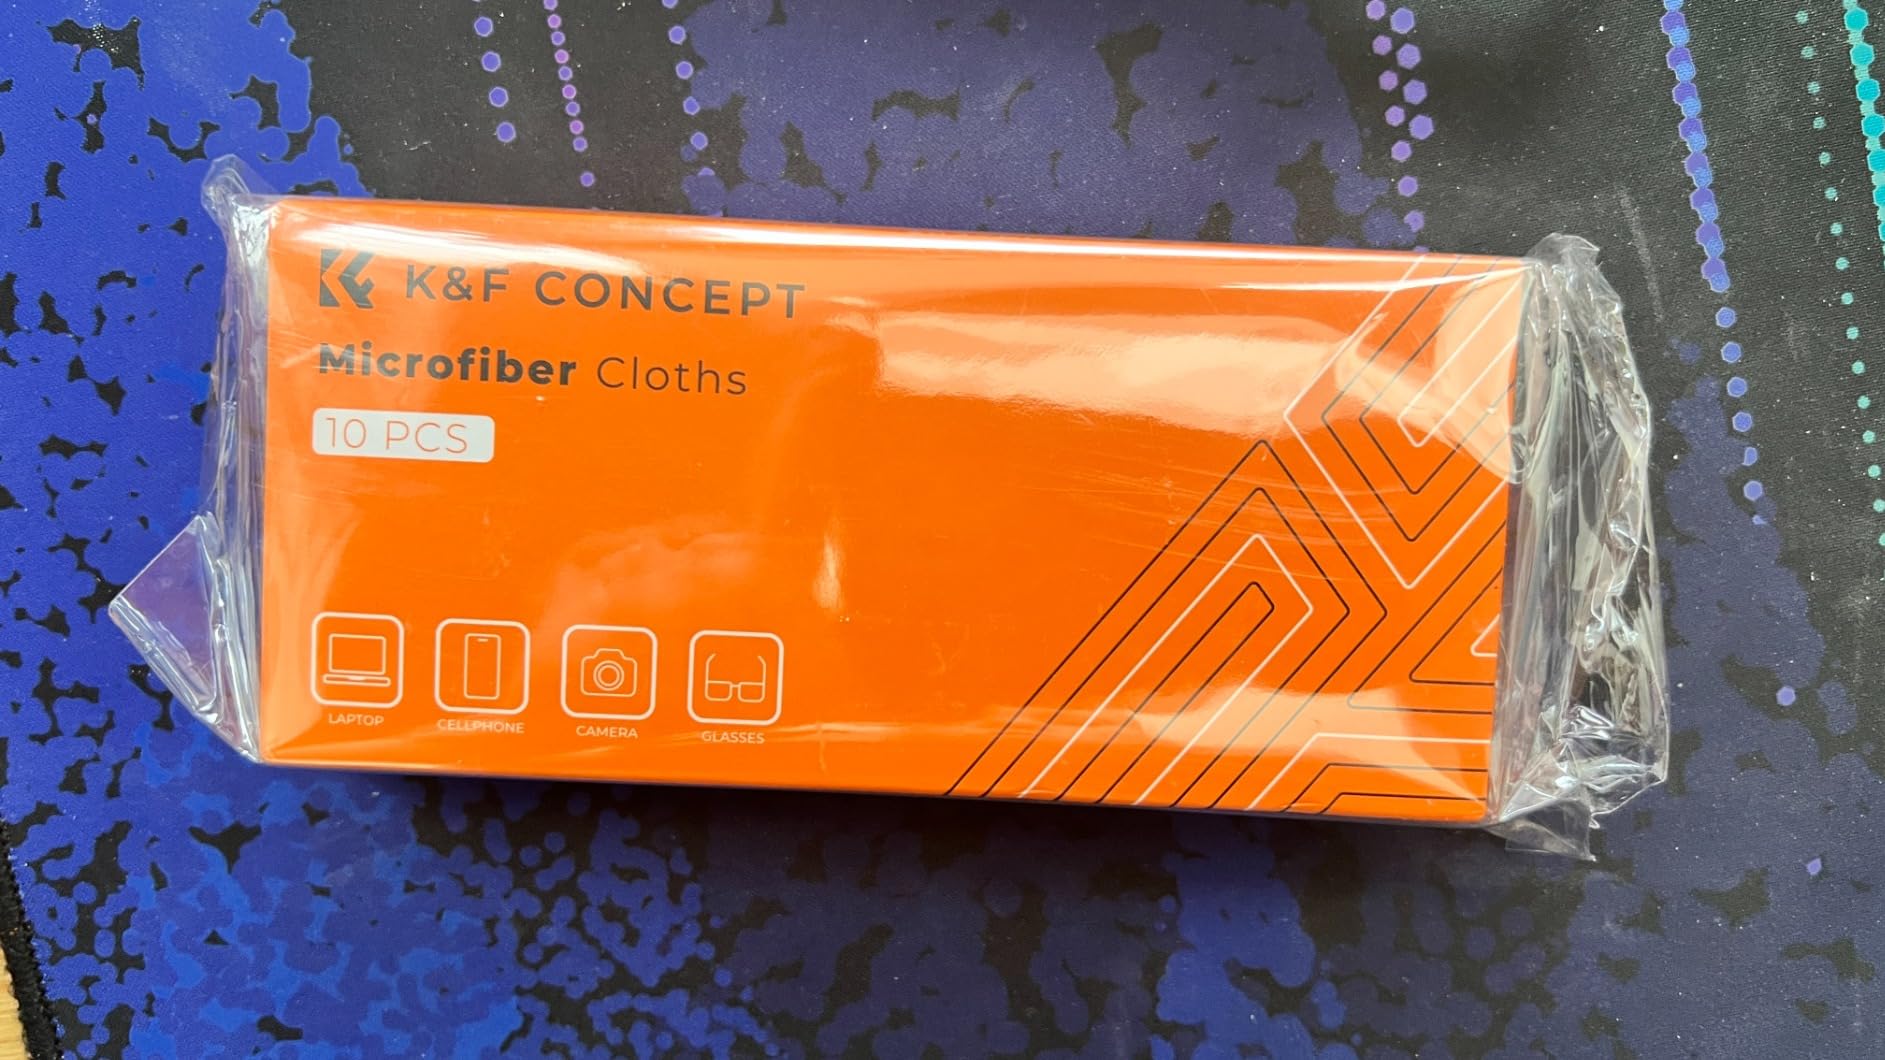 K&F CONCEPT
Microfiber Cloths
10 PCS
LAPTOP
CELLPHONE
CAMERA
GLASSES